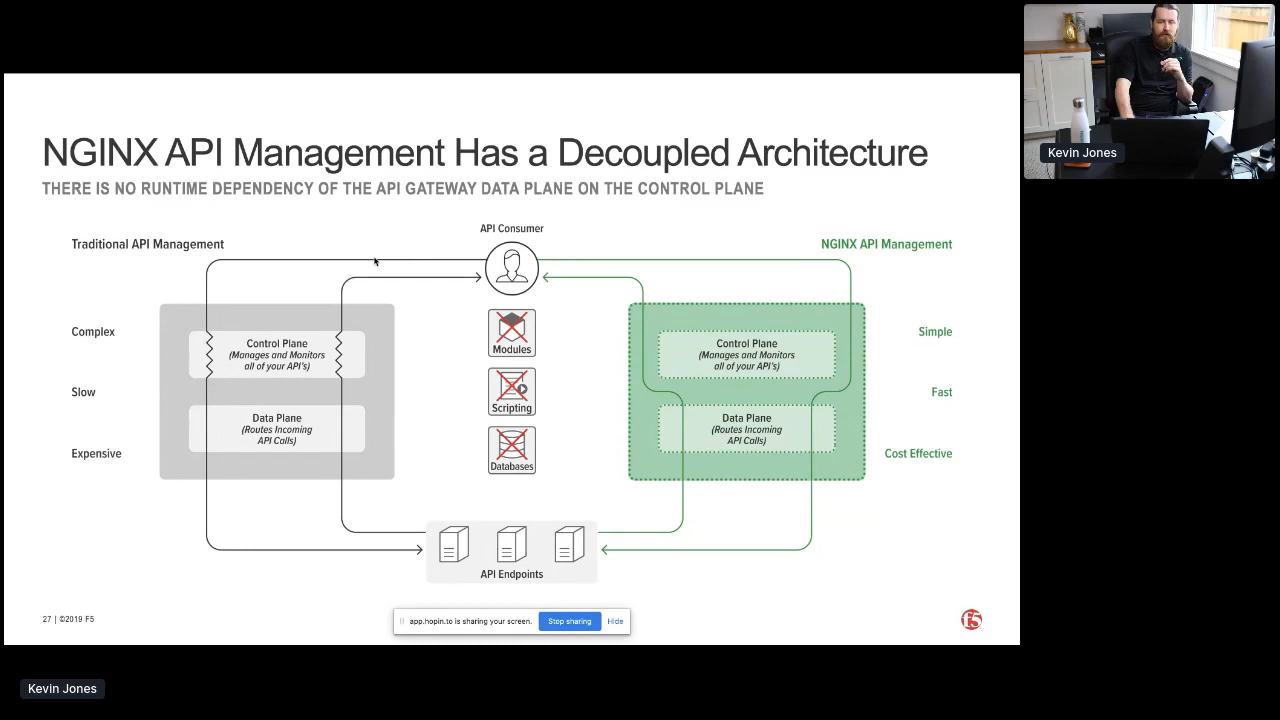 Kevin Jones
NGINX API Management Has a Decoupled Architecture
THERE IS NO RUNTIME DEPENDENCY OF THE API GATEWAY DATA PLANE ON THE CONTROL PLANE
API Consumer
Traditional API Management
NGINX API Management
Complex
Slow
Expensive
Control Plane
(Manages and Monitors
all of your API's)
Data Plane
(Routes Incoming
API Calls)
Modules
Scripting
Databases
Control Plane
(Manages and Monitors
all of your API's)
Data Plane
(Routes Incoming
API Calls)
Simple
Fast
Cost Effective
API Endpoints
27 | ©2019 F5
app.hopin.to is sharing your screen.
Stop sharing
Hide
f5
Kevin Jones